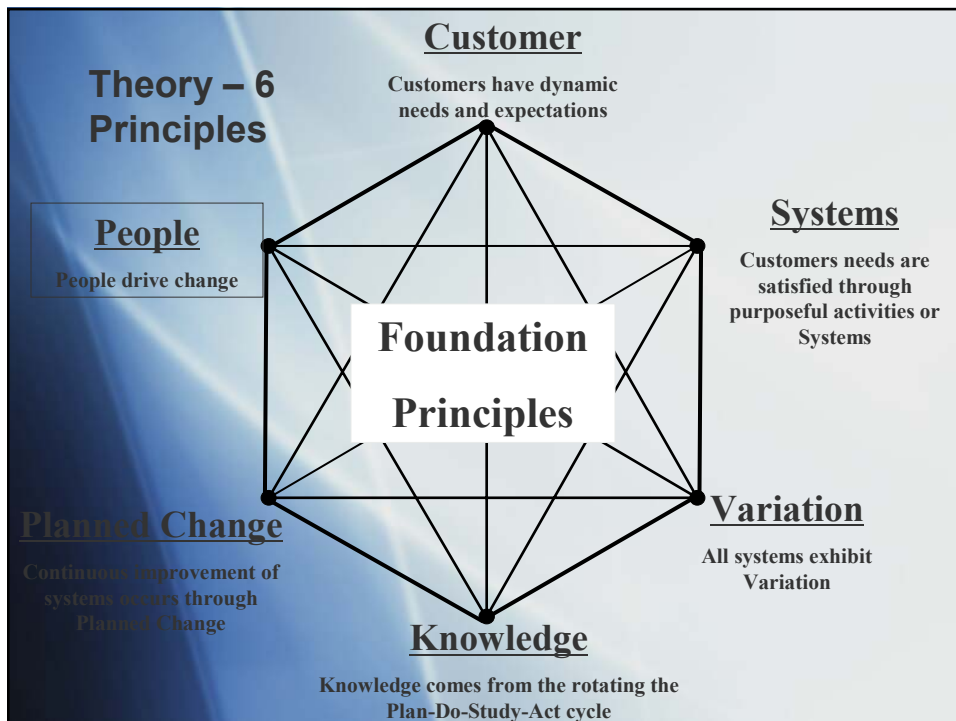 Theory – 6
Principles
Customer
Customers have dynamic
needs and expectations
People
People drive change
Systems
Customers needs are
satisfied through
purposeful activities or
Systems
Foundation
Principles
Planned Change
Continuous improvement of
systems occurs through
Planned Change
Variation
All systems exhibit
Variation
Knowledge
Knowledge comes from the rotating the
Plan-Do-Study-Act cycle